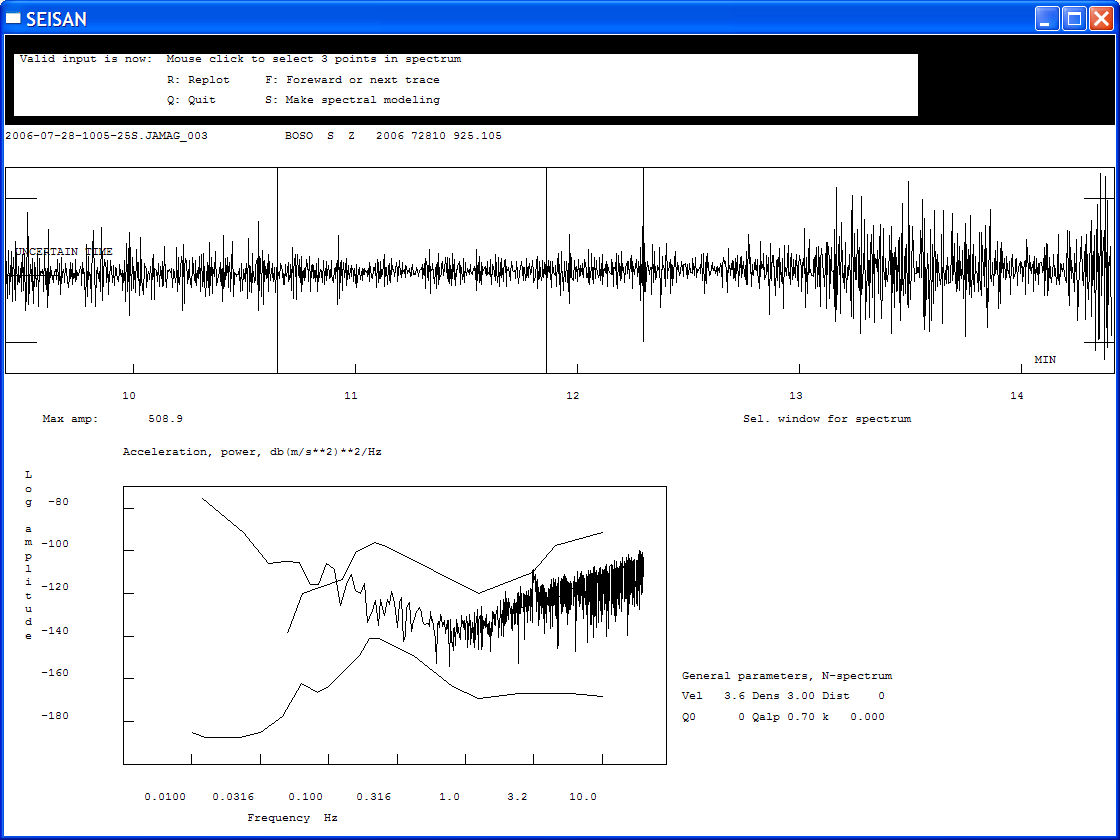 SEISAN
Valid input is now: Mouse click to select 3 points in spectrum
R: Replot F: Foreward or next trace
Q: Quit S: Make spectral modeling
2006-07-28-1005-25S.JAMAG_003 BOSO S Z 2006 72810 925.105
UNCERTAIN TIME
MIN
10 11 12 13 14
Max amp: 508.9 Sel. window for spectrum
Acceleration, power, db(m/s**2)**2/Hz
Log amplitude
-80
-100
-120
-140
-160
-180
General parameters, N-spectrum
Vel 3.6 Dens 3.00 Dist 0
Q0 0 Qalp 0.70 k 0.000
0.0100 0.0316 0.100 0.316 1.0 3.2 10.0
Frequency Hz